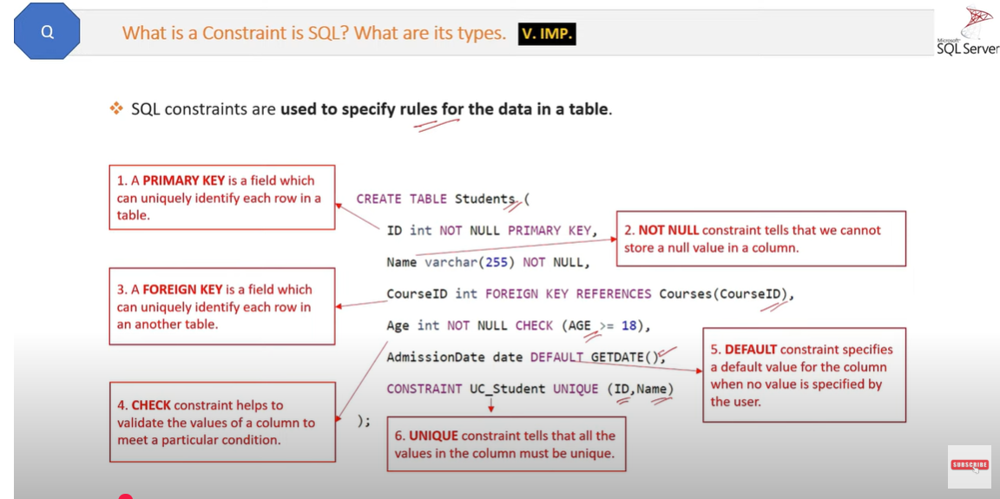 Q
What is a Constraint is SQL? What are its types.
V. IMP.
Microsoft
SQL Server
SQL constraints are used to specify rules for the data in a table.
1. A PRIMARY KEY is a field which
can uniquely identify each row in a
table.
CREATE TABLE Students (
ID int NOT NULL PRIMARY KEY,
2. NOT NULL constraint tells that we cannot
store a null value in a column.
Name varchar(255) NOT NULL,
3. A FOREIGN KEY is a field which
can uniquely identify each row in
an another table.
CourseID int FOREIGN KEY REFERENCES Courses(CourseID),
Age int NOT NULL CHECK (AGE >= 18),
AdmissionDate date DEFAULT GETDATE(),
5. DEFAULT constraint specifies
a default value for the column
when no value is specified by
the user.
CONSTRAINT UC_Student UNIQUE (ID,Name)
4. CHECK constraint helps to
validate the values of a column to
meet a particular condition.
);
6. UNIQUE constraint tells that all the
values in the column must be unique.
SUBSCRIBE